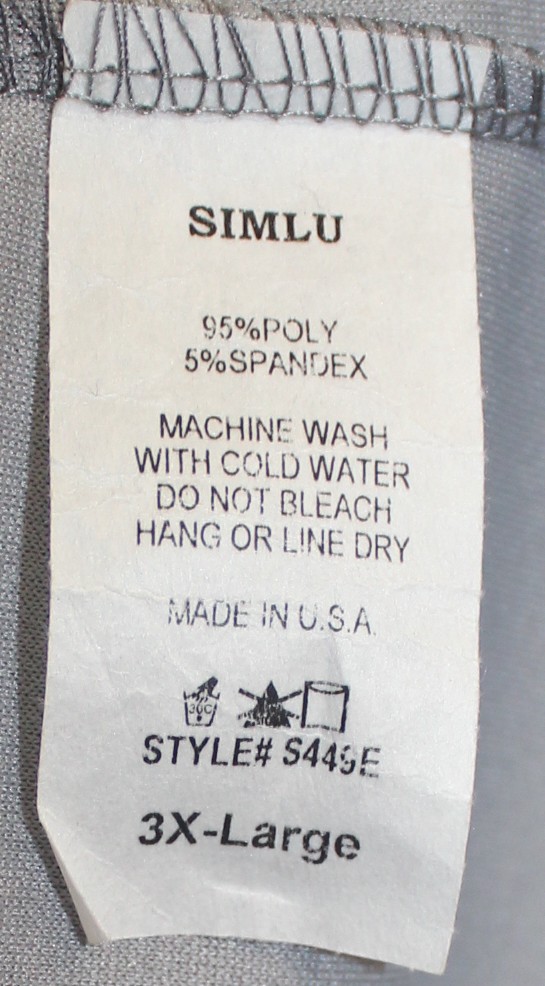 SIMLU
95%POLY
5%SPANDEX
MACHINE WASH
WITH COLD WATER
DO NOT BLEACH
HANG OR LINE DRY
MADE IN U.S.A.
30C
STYLE# S449E
3X-Large